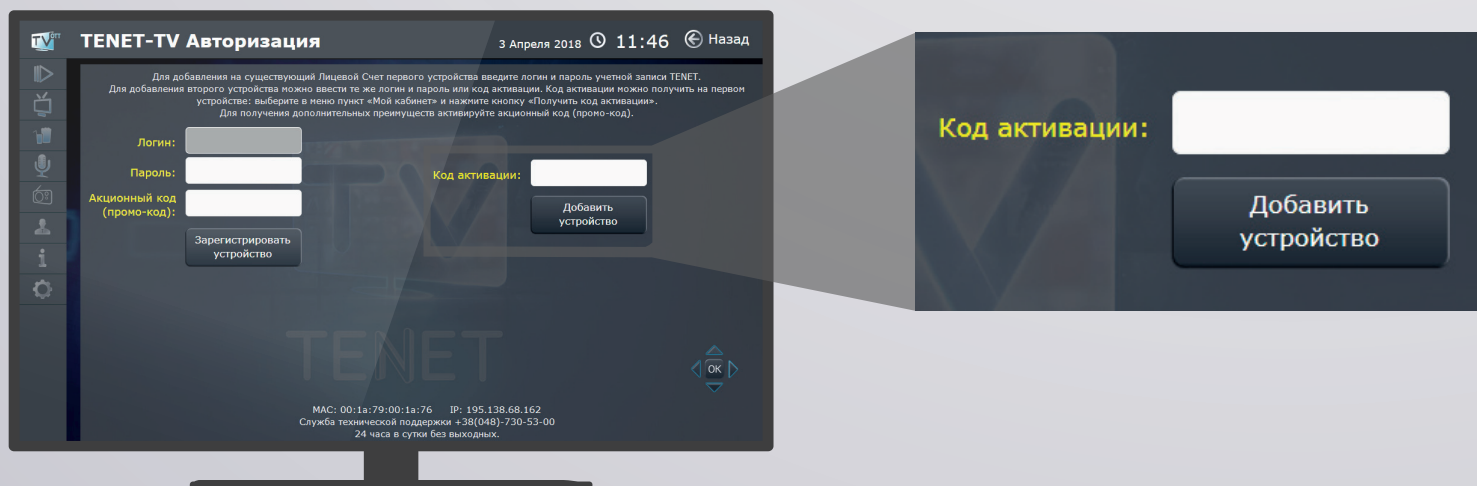 TV OTT
TENET-TV Авторизация
3 Апреля 2018 11:46 Назад
Для добавления на существующий Лицевой Счет первого устройства введите логин и пароль учетной записи TENET.
Для добавления второго устройства можно ввести те же логин и пароль или код активации. Код активации можно получить на первом
устройстве: выберите в меню пункт «Мой кабинет» и нажмите кнопку «Получить код активации».
Для получения дополнительных преимуществ активируйте акционный код (промо-код).
Логин:
Пароль:
Акционный код
(промо-код):
Зарегистрировать
устройство
Код активации:
Добавить
устройство
TV
TENET
OK
MAC: 00:1a:79:00:1a:76 IP: 195.138.68.162
Служба технической поддержки +38(048)-730-53-00
24 часа в сутки без выходных.
Код активации:
Добавить
устройство